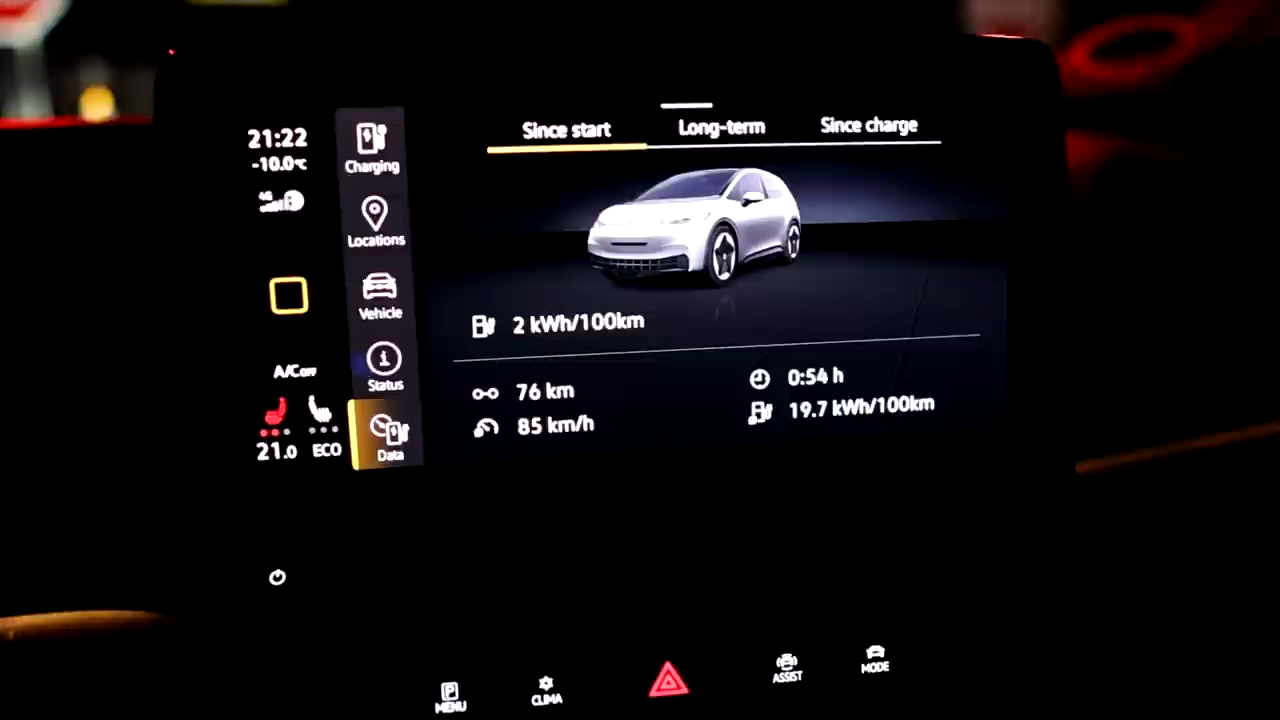 21:22
-10.0°C
4G
A/C OFF
21.0 ECO
Charging
Locations
Vehicle
Status
Data
Since start Long-term Since charge
2 kWh/100km
76 km 0:54 h
85 km/h 19.7 kWh/100km
P
MENU CLIMA ASSIST MODE